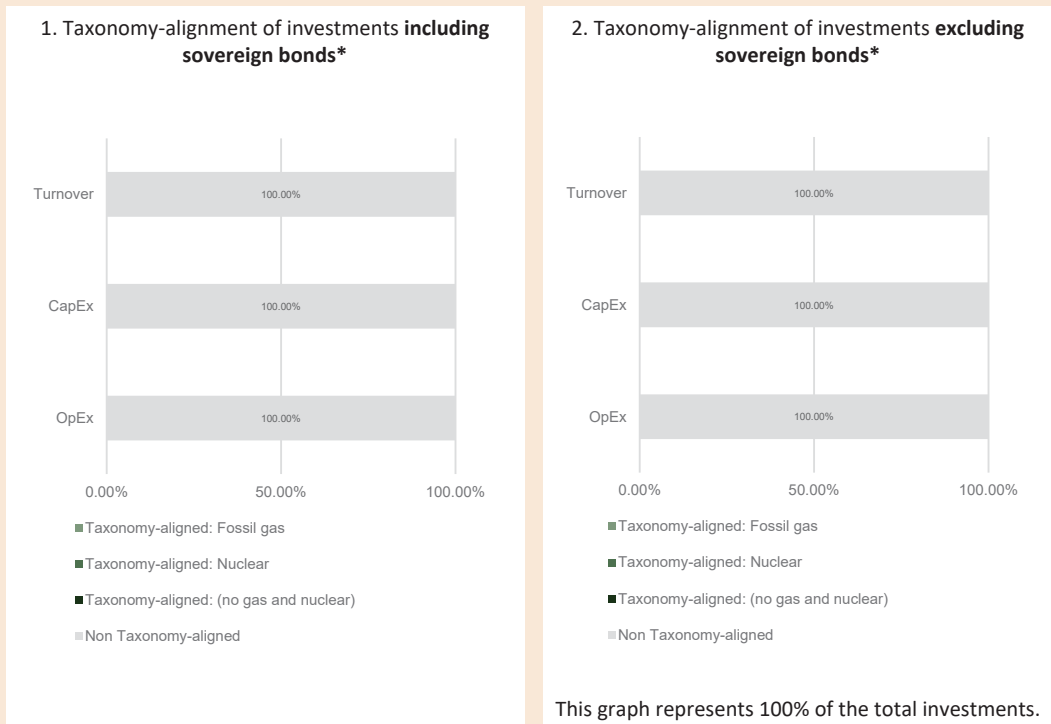 1. Taxonomy-alignment of investments including
sovereign bonds*
Turnover
100.00%
CapEx
100.00%
OpEx
100.00%
0.00%
50.00%
100.00%
Taxonomy-aligned: Fossil gas
Taxonomy-aligned: Nuclear
Taxonomy-aligned: (no gas and nuclear)
Non Taxonomy-aligned
2. Taxonomy-alignment of investments excluding
sovereign bonds*
Turnover
100.00%
CapEx
100.00%
OpEx
100.00%
0.00%
50.00%
100.00%
Taxonomy-aligned: Fossil gas
Taxonomy-aligned: Nuclear
Taxonomy-aligned: (no gas and nuclear)
Non Taxonomy-aligned
This graph represents 100% of the total investments.